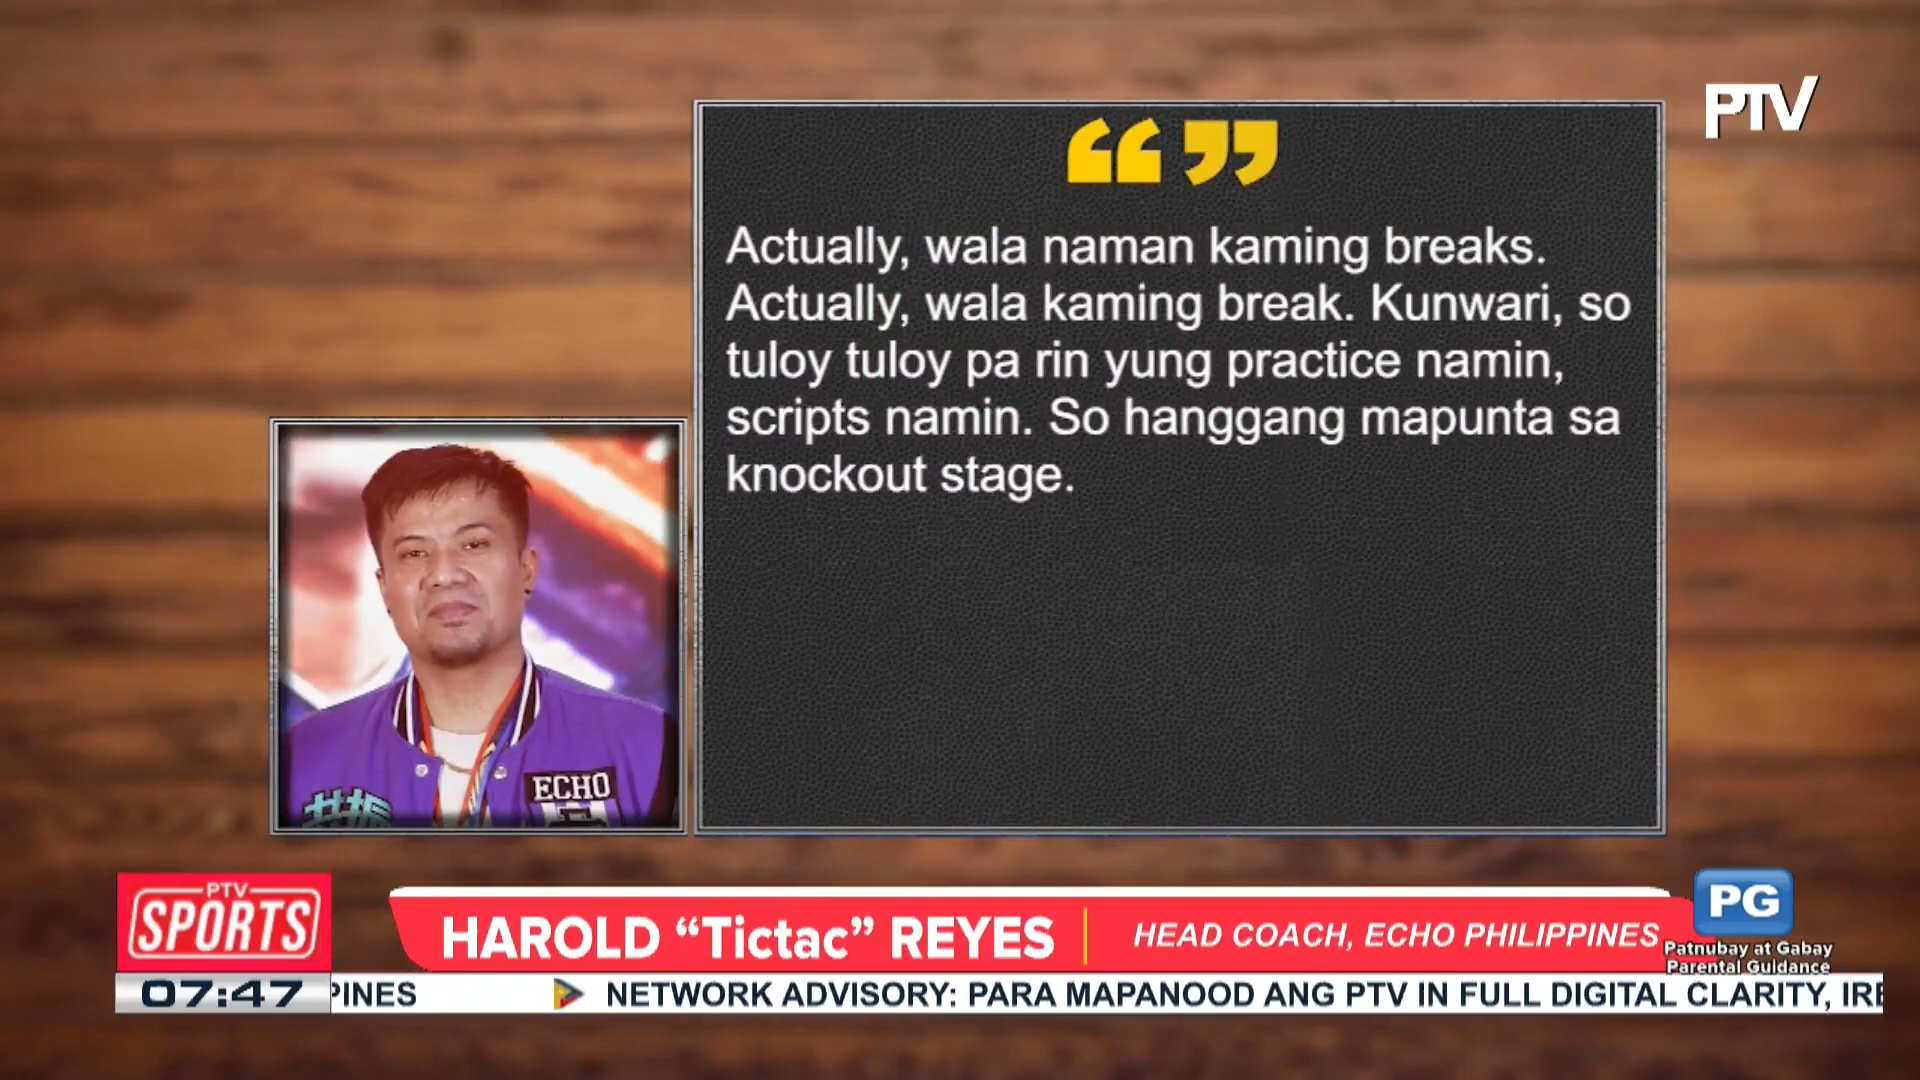 PTV
Actually, wala naman kaming breaks.
Actually, wala kaming break. Kunwari, so
tuloy tuloy pa rin yung practice namin,
scripts namin. So hanggang mapunta sa
knockout stage.
ECHO
PTV
SPORTS
HAROLD “Tictac” REYES
HEAD COACH, ECHO PHILIPPINES
PG
Patnubay at Gabay
Parental Guidance
07:47
PINES
NETWORK ADVISORY: PARA MAPANOOD ANG PTV IN FULL DIGITAL CLARITY,